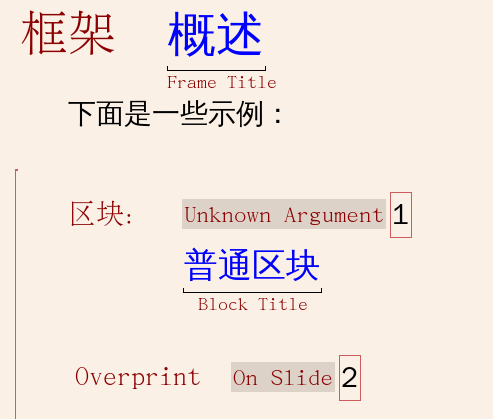 框架 概述
Frame Title
下面是一些示例：
区块: Unknown Argument 1
普通区块
Block Title
Overprint On Slide 2